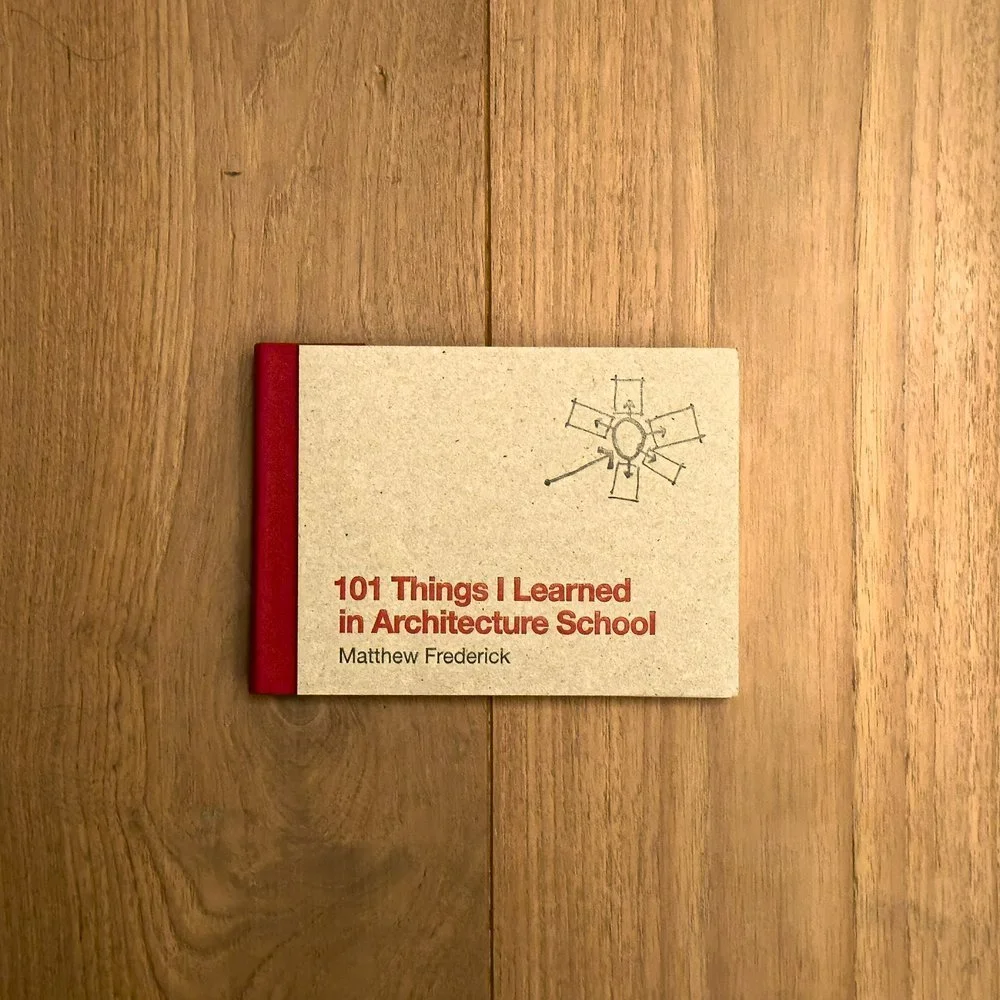 101 Things I Learned
in Architecture School
Matthew Frederick